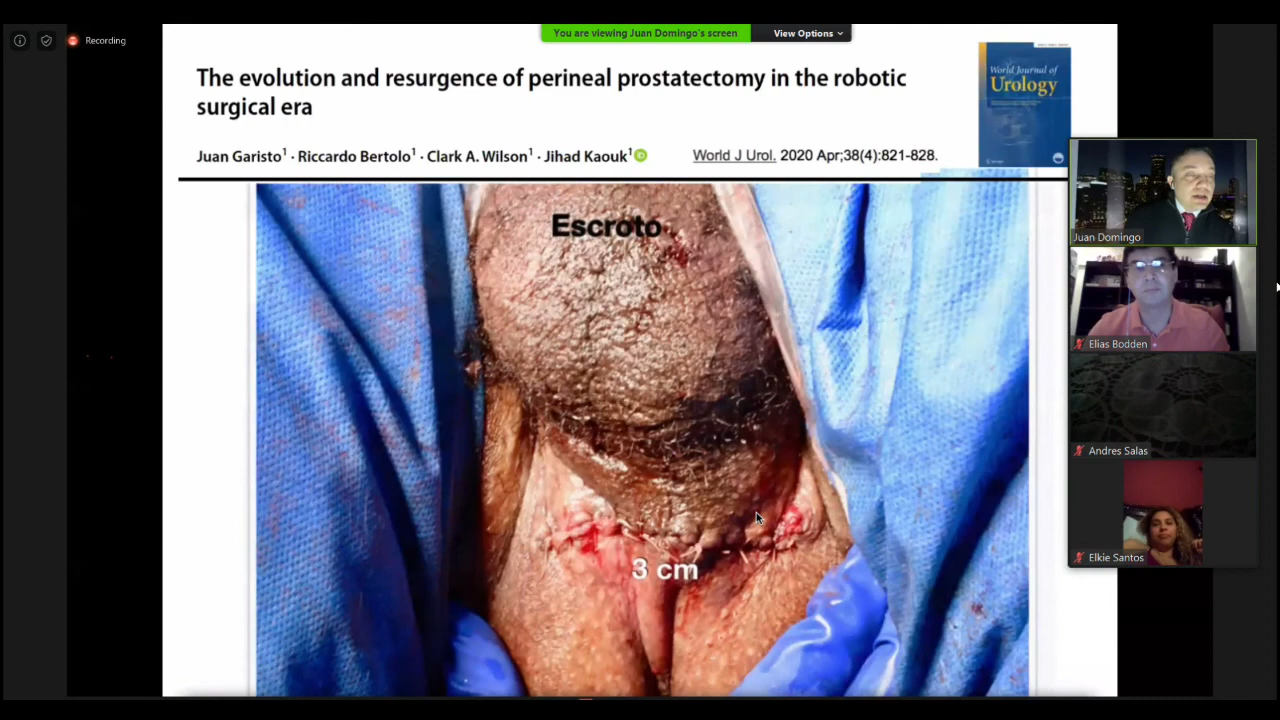 Recording
You are viewing Juan Domingo's screen
View Options
The evolution and resurgence of perineal prostatectomy in the robotic
surgical era
Juan Garisto1 · Riccardo Bertolo1 · Clark A. Wilson1 · Jihad Kaouk1
World J Urol. 2020 Apr;38(4):821-828.
World Journal of
Urology
Escroto
3 cm
Juan Domingo
Elias Bodden
Andres Salas
Elkie Santos